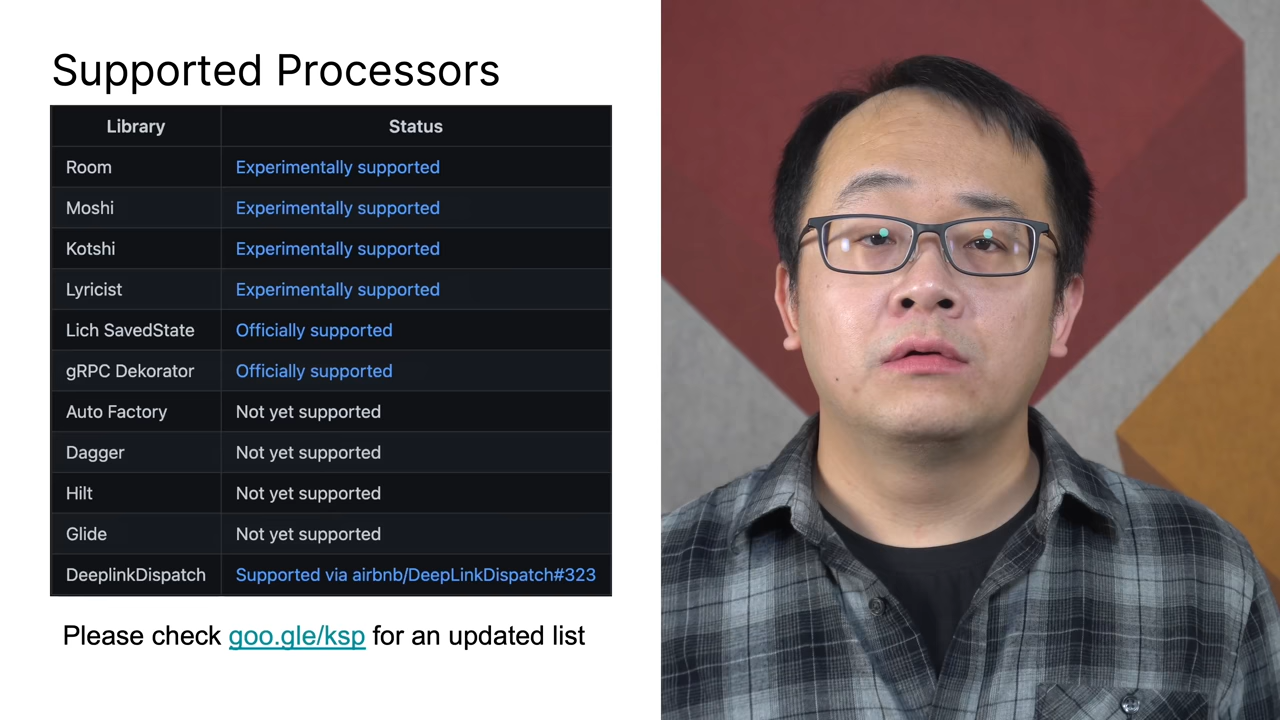 Supported Processors
Library Status
Room Experimentally supported
Moshi Experimentally supported
Kotshi Experimentally supported
Lyricist Experimentally supported
Lich SavedState Officially supported
gRPC Dekorator Officially supported
Auto Factory Not yet supported
Dagger Not yet supported
Hilt Not yet supported
Glide Not yet supported
DeeplinkDispatch Supported via airbnb/DeepLinkDispatch#323
Please check goo.gle/ksp for an updated list